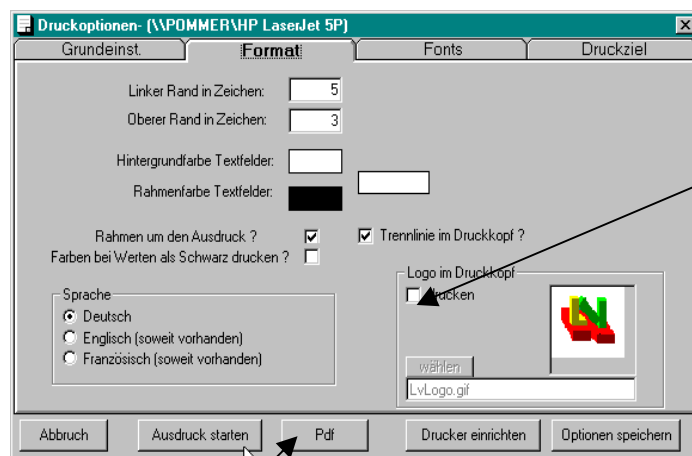 Druckoptionen- (\\POMMER\HP LaserJet 5P)
Grundeinst. Format Fonts Druckziel
Linker Rand in Zeichen: 5
Oberer Rand in Zeichen: 3
Hintergrundfarbe Textfelder:
Rahmenfarbe Textfelder:
Rahmen um den Ausdruck ? Trennlinie im Druckkopf ?
Farben bei Werten als Schwarz drucken ?
Logo im Druckkopf
drucken
Sprache
Deutsch
Englisch (soweit vorhanden)
Französisch (soweit vorhanden)
LV
wählen
LvLogo.gif
Abbruch Ausdruck starten Pdf Drucker einrichten Optionen speichern